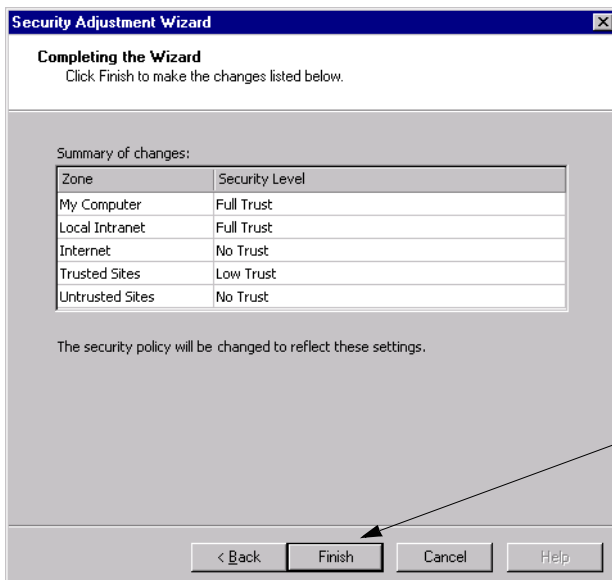 Security Adjustment Wizard
Completing the Wizard
Click Finish to make the changes listed below.
Summary of changes:
Zone Security Level
My Computer Full Trust
Local Intranet Full Trust
Internet No Trust
Trusted Sites Low Trust
Untrusted Sites No Trust
The security policy will be changed to reflect these settings.
< Back Finish Cancel Help